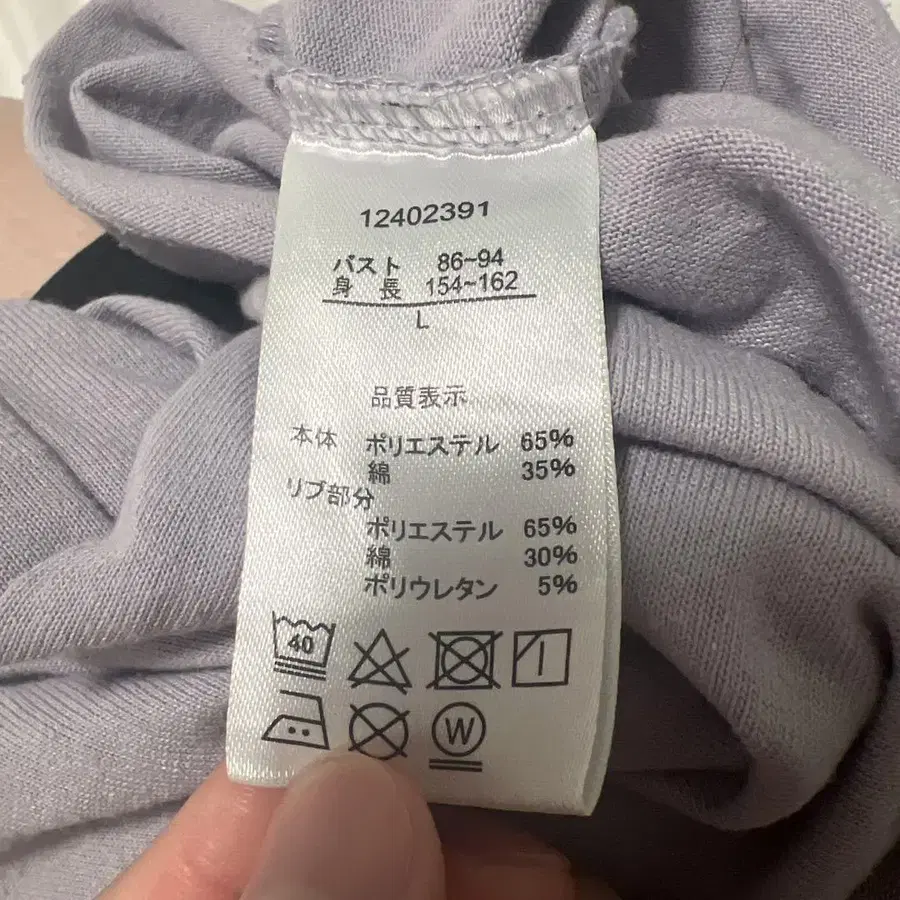 12402391
バスト 86~94
身 長 154~162
L
品質表示
本体 ポリエステル 65%
綿 35%
リブ部分
ポリエステル 65%
綿 30%
ポリウレタン 5%
40
W